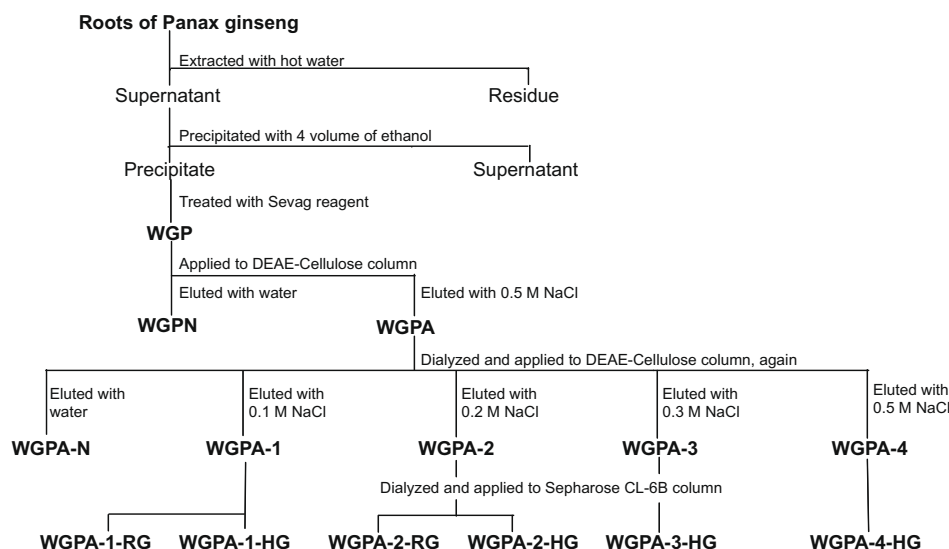 Roots of Panax ginseng
Extracted with hot water
Supernatant
Residue
Precipitated with 4 volume of ethanol
Precipitate
Supernatant
Treated with Sevag reagent
WGP
Applied to DEAE-Cellulose column
Eluted with water
Eluted with 0.5 M NaCl
WGPN
WGPA
Dialyzed and applied to DEAE-Cellulose column, again
Eluted with
water
Eluted with
0.1 M NaCl
Eluted with
0.2 M NaCl
Eluted with
0.3 M NaCl
Eluted with
0.5 M NaCl
WGPA-N
WGPA-1
WGPA-2
WGPA-3
WGPA-4
Dialyzed and applied to Sepharose CL-6B column
WGPA-1-RG
WGPA-1-HG
WGPA-2-RG
WGPA-2-HG
WGPA-3-HG
WGPA-4-HG